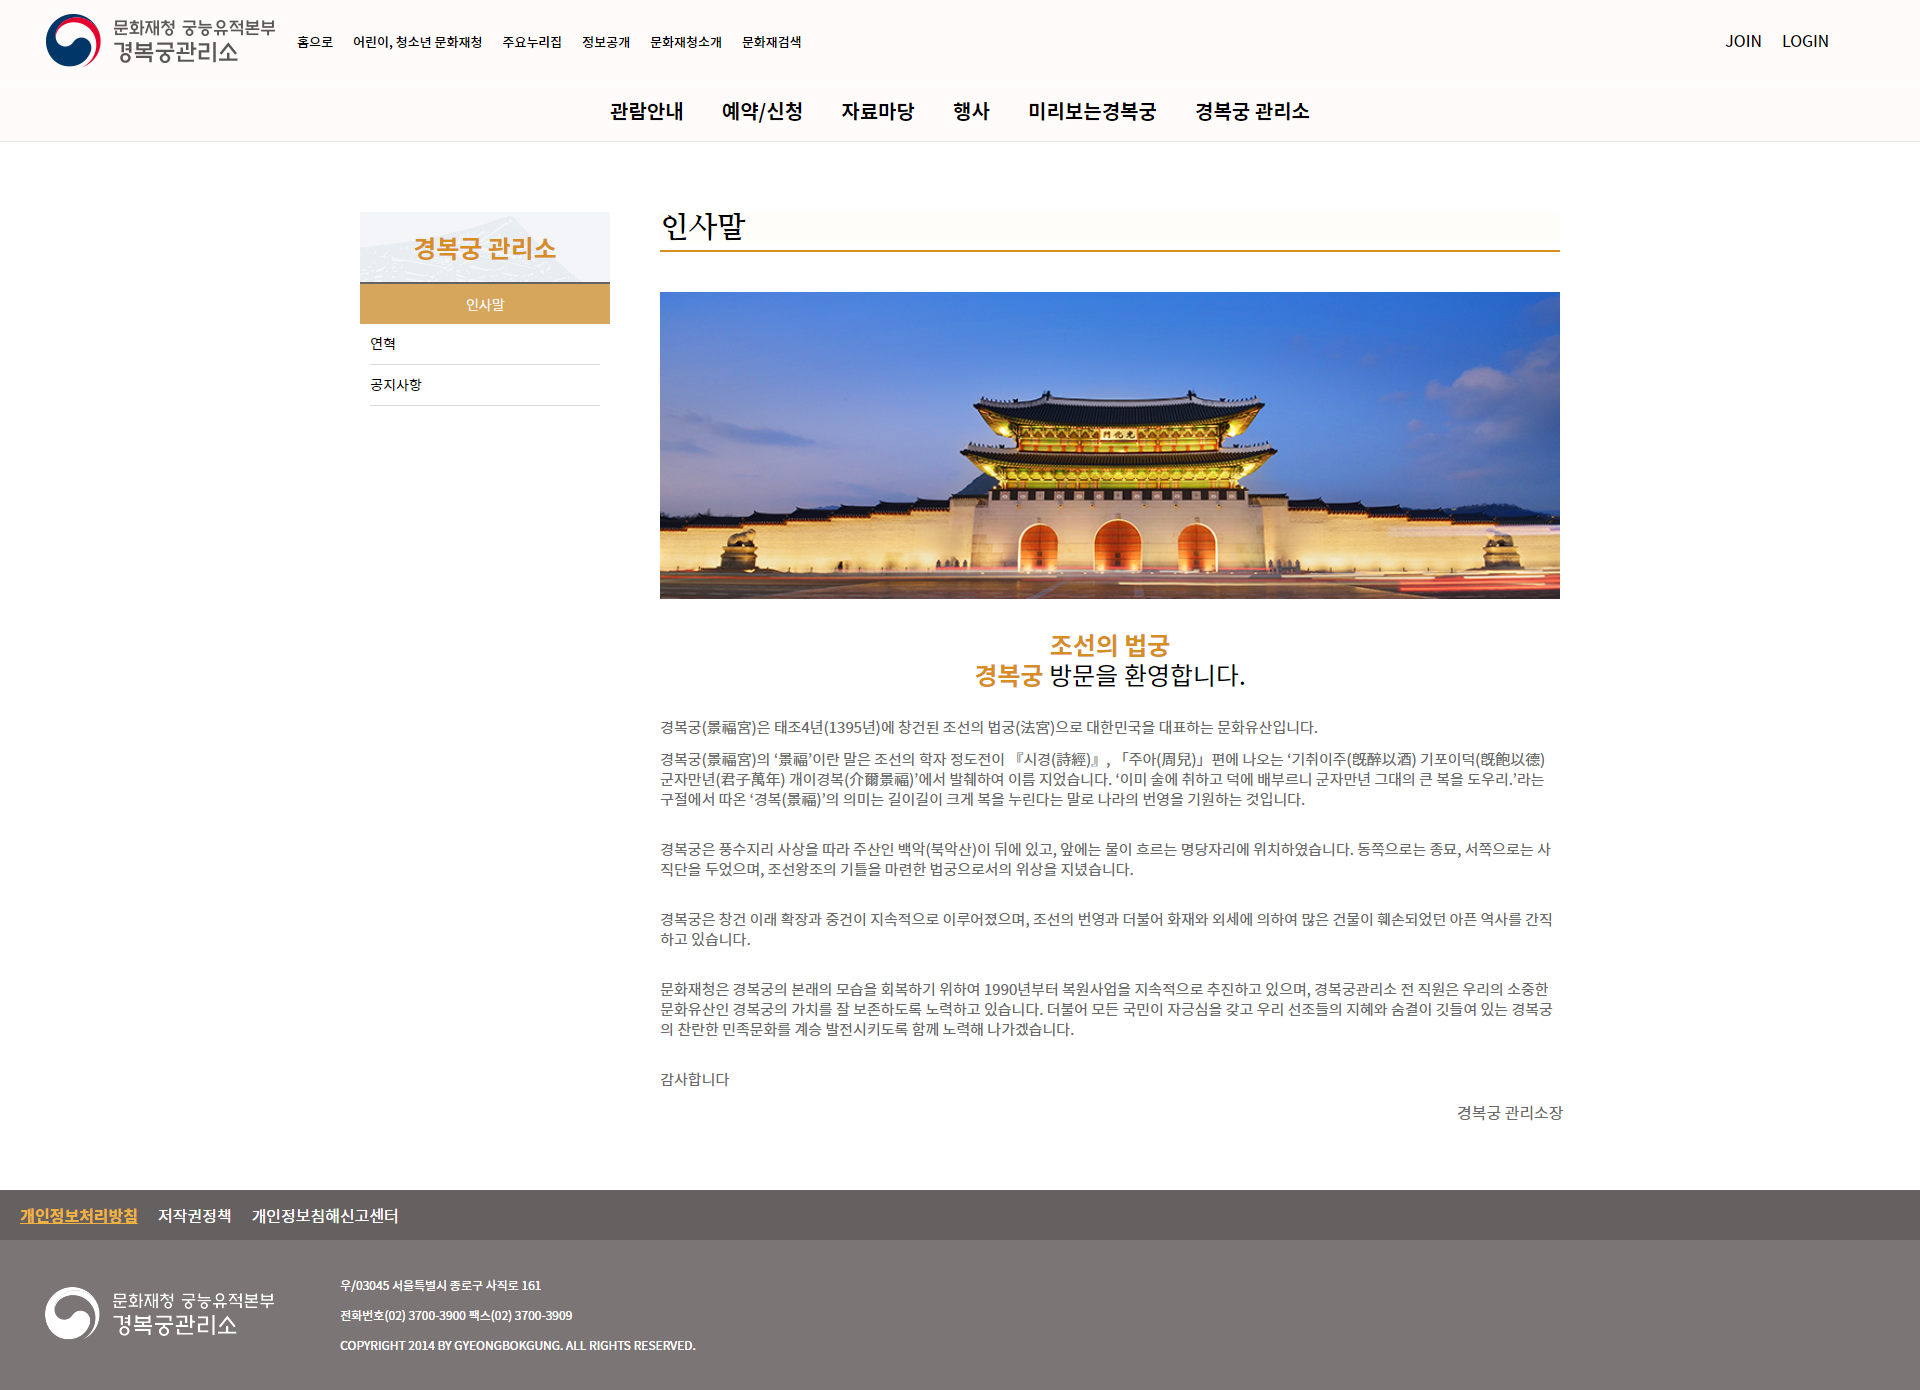 문화재청 궁능유적본부
경복궁관리소
홈으로 어린이, 청소년 문화재청 주요누리집 정보공개 문화재청소개 문화재검색
JOIN LOGIN
관람안내 예약/신청 자료마당 행사 미리보는경복궁 경복궁 관리소
경복궁 관리소
인사말
연혁
공지사항
인사말
조선의 법궁
경복궁 방문을 환영합니다.
경복궁(景福宮)은 태조4년(1395년)에 창건된 조선의 법궁(法宮)으로 대한민국을 대표하는 문화유산입니다.
경복궁(景福宮)의 ‘景福’이란 말은 조선의 학자 정도전이 『시경(詩經)』, 「주아(周兒)」편에 나오는 ‘기취이주(旣醉以酒) 기포이덕(旣飽以德)
군자만년(君子萬年) 개이경복(介爾景福)’에서 발췌하여 이름 지었습니다. ‘이미 술에 취하고 덕에 배부르니 군자만년 그대의 큰 복을 도우리.’라는
구절에서 따온 ‘경복(景福)’의 의미는 길이길이 크게 복을 누린다는 말로 나라의 번영을 기원하는 것입니다.
경복궁은 풍수지리 사상을 따라 주산인 백악(북악산)이 뒤에 있고, 앞에는 물이 흐르는 명당자리에 위치하였습니다. 동쪽으로는 종묘, 서쪽으로는 사
직단을 두었으며, 조선왕조의 기틀을 마련한 법궁으로서의 위상을 지녔습니다.
경복궁은 창건 이래 확장과 중건이 지속적으로 이루어졌으며, 조선의 번영과 더불어 화재와 외세에 의하여 많은 건물이 훼손되었던 아픈 역사를 간직
하고 있습니다.
문화재청은 경복궁의 본래의 모습을 회복하기 위하여 1990년부터 복원사업을 지속적으로 추진하고 있으며, 경복궁관리소 전 직원은 우리의 소중한
문화유산인 경복궁의 가치를 잘 보존하도록 노력하고 있습니다. 더불어 모든 국민이 자긍심을 갖고 우리 선조들의 지혜와 숨결이 깃들여 있는 경복궁
의 찬란한 민족문화를 계승 발전시키도록 함께 노력해 나가겠습니다.
감사합니다
경복궁 관리소장
개인정보처리방침 저작권정책 개인정보침해신고센터
문화재청 궁능유적본부
경복궁관리소
우/03045 서울특별시 종로구 사직로 161
전화번호(02) 3700-3900 팩스(02) 3700-3909
COPYRIGHT 2014 BY GYEONGBOKGUNG. ALL RIGHTS RESERVED.